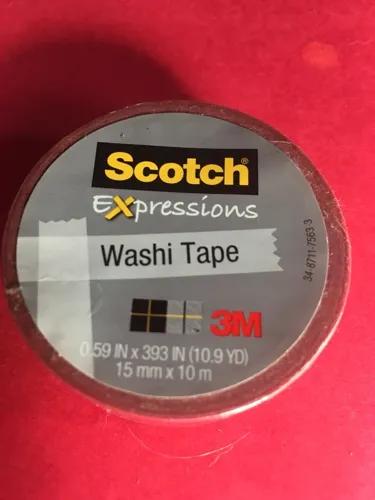 Scotch®
Expressions
Washi Tape
3M
0.59 IN x 393 IN (10.9 YD)
15 mm x 10 m
34-8711-7563-3